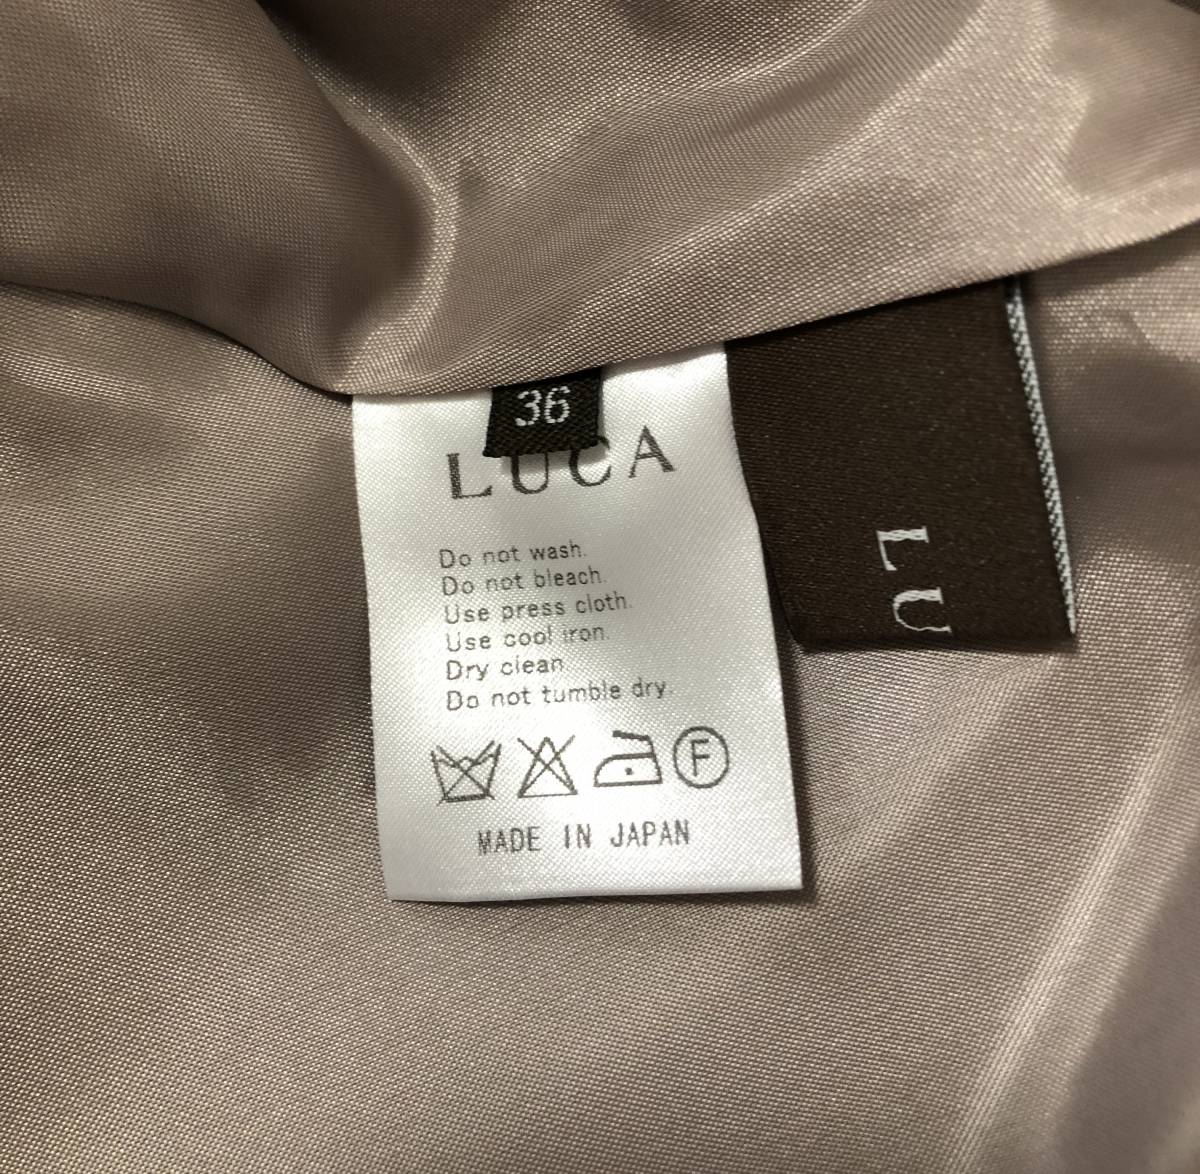 36
LUCA
Do not wash.
Do not bleach.
Use press cloth.
Use cool iron.
Dry clean
Do not tumble dry.
F
MADE IN JAPAN
LU